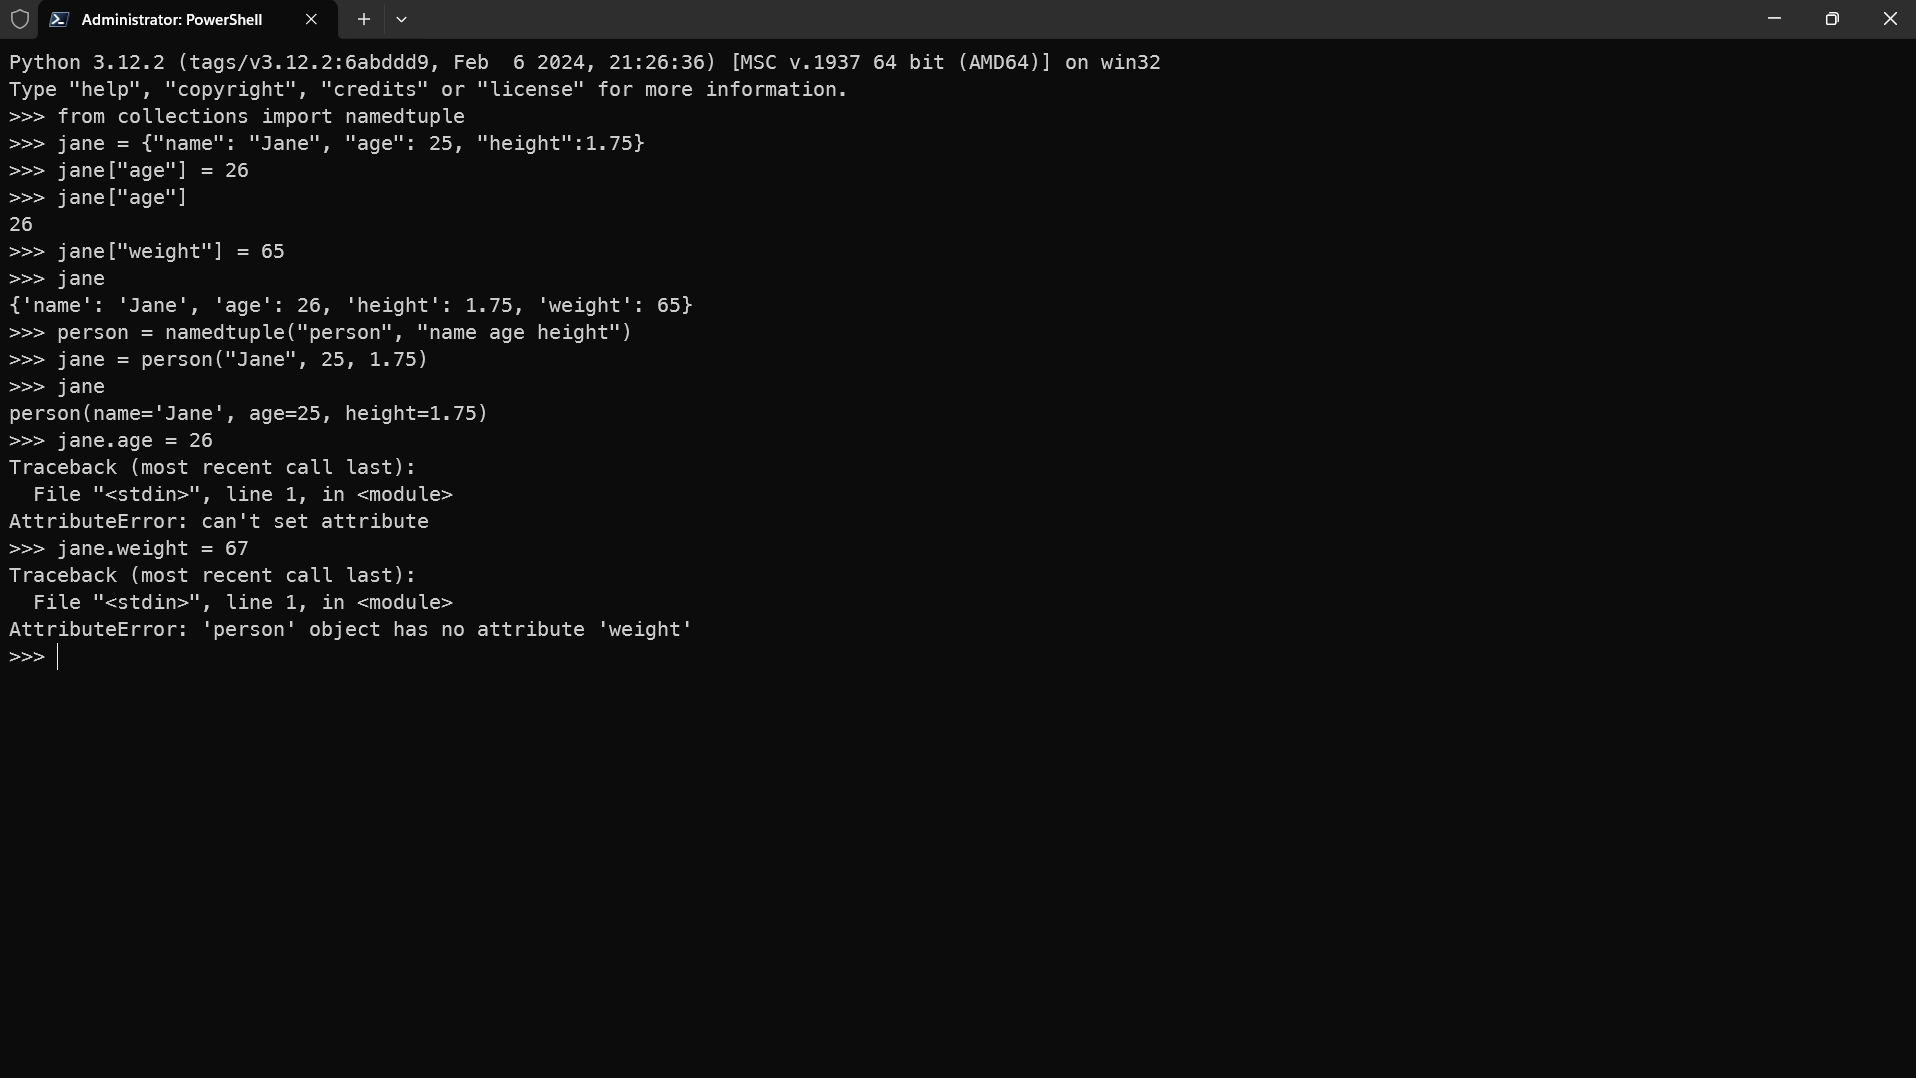 Administrator: PowerShell
Python 3.12.2 (tags/v3.12.2:6abddd9, Feb  6 2024, 21:26:36) [MSC v.1937 64 bit (AMD64)] on win32
Type "help", "copyright", "credits" or "license" for more information.
>>> from collections import namedtuple
>>> jane = {"name": "Jane", "age": 25, "height":1.75}
>>> jane["age"] = 26
>>> jane["age"]
26
>>> jane["weight"] = 65
>>> jane
{'name': 'Jane', 'age': 26, 'height': 1.75, 'weight': 65}
>>> person = namedtuple("person", "name age height")
>>> jane = person("Jane", 25, 1.75)
>>> jane
person(name='Jane', age=25, height=1.75)
>>> jane.age = 26
Traceback (most recent call last):
  File "<stdin>", line 1, in <module>
AttributeError: can't set attribute
>>> jane.weight = 67
Traceback (most recent call last):
  File "<stdin>", line 1, in <module>
AttributeError: 'person' object has no attribute 'weight'
>>>